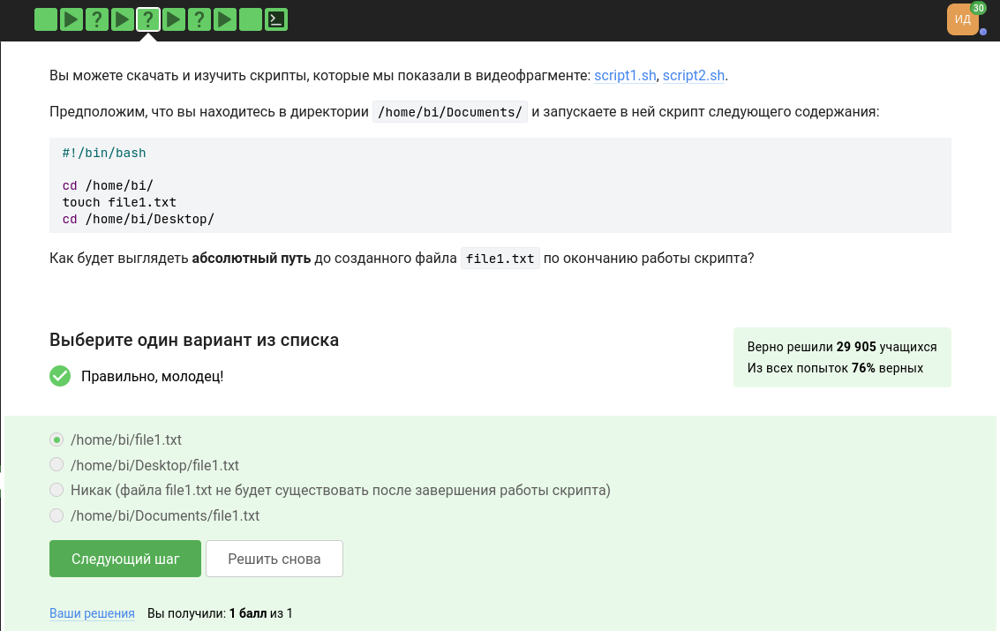 ? ? ?
30
ИД
Вы можете скачать и изучить скрипты, которые мы показали в видеофрагменте: script1.sh, script2.sh.
Предположим, что вы находитесь в директории /home/bi/Documents/ и запускаете в ней скрипт следующего содержания:
#!/bin/bash
cd /home/bi/
touch file1.txt
cd /home/bi/Desktop/
Как будет выглядеть абсолютный путь до созданного файла file1.txt по окончанию работы скрипта?
Выберите один вариант из списка
Правильно, молодец!
Верно решили 29 905 учащихся
Из всех попыток 76% верных
/home/bi/file1.txt
/home/bi/Desktop/file1.txt
Никак (файла file1.txt не будет существовать после завершения работы скрипта)
/home/bi/Documents/file1.txt
Следующий шаг
Решить снова
Ваши решения Вы получили: 1 балл из 1